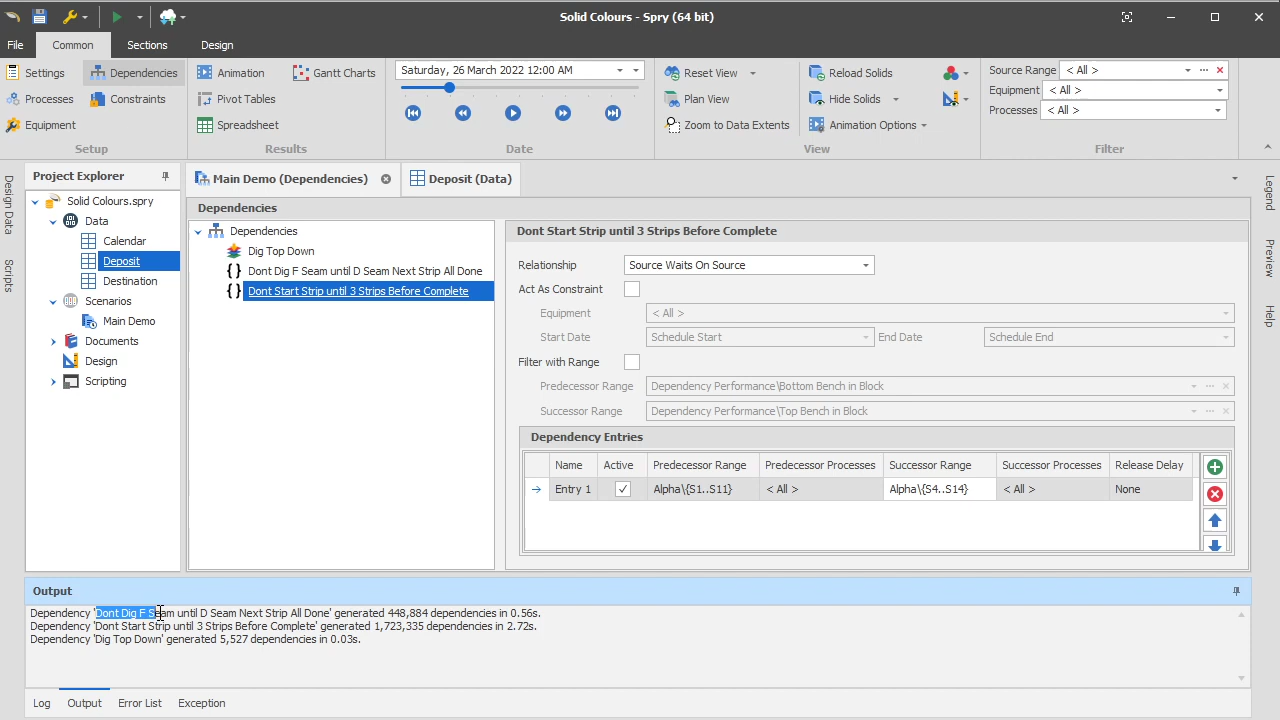 Solid Colours - Spry (64 bit)
File
Common
Sections
Design
Settings
Dependencies
Processes
Constraints
Equipment
Setup
Animation
Gantt Charts
Pivot Tables
Spreadsheet
Results
Saturday, 26 March 2022 12:00 AM
Date
Reset View
Reload Solids
Plan View
Hide Solids
Zoom to Data Extents
Animation Options
View
Source Range < All >
Equipment < All >
Processes < All >
Filter
Design Data
Scripts
Project Explorer
Solid Colours.spry
Data
Calendar
Deposit
Destination
Scenarios
Main Demo
Documents
Design
Scripting
Main Demo (Dependencies)
Deposit (Data)
Dependencies
Dependencies
Dig Top Down
Dont Dig F Seam until D Seam Next Strip All Done
Dont Start Strip until 3 Strips Before Complete
Dont Start Strip until 3 Strips Before Complete
Relationship Source Waits On Source
Act As Constraint
Equipment < All >
Start Date Schedule Start End Date Schedule End
Filter with Range
Predecessor Range Dependency Performance\Bottom Bench in Block
Successor Range Dependency Performance\Top Bench in Block
Dependency Entries
Name Active Predecessor Range Predecessor Processes Successor Range Successor Processes Release Delay
Entry 1 Alpha\{S1..S11} < All > Alpha\{S4..S14} < All > None
Legend
Preview
Help
Output
Dependency 'Dont Dig F Seam until D Seam Next Strip All Done' generated 448,884 dependencies in 0.56s.
Dependency 'Dont Start Strip until 3 Strips Before Complete' generated 1,723,335 dependencies in 2.72s.
Dependency 'Dig Top Down' generated 5,527 dependencies in 0.03s.
Log
Output
Error List
Exception